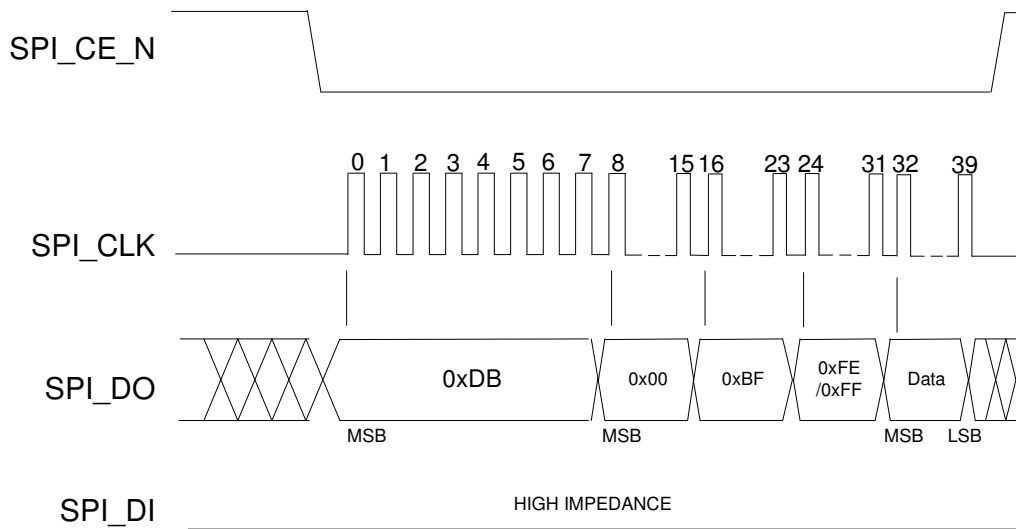 SPI_CE_N
0 1 2 3 4 5 6 7 8 15 16 23 24 31 32 39
SPI_CLK
SPI_DO
0xDB 0x00 0xBF 0xFE Data
/0xFF
MSB MSB MSB LSB
SPI_DI
HIGH IMPEDANCE